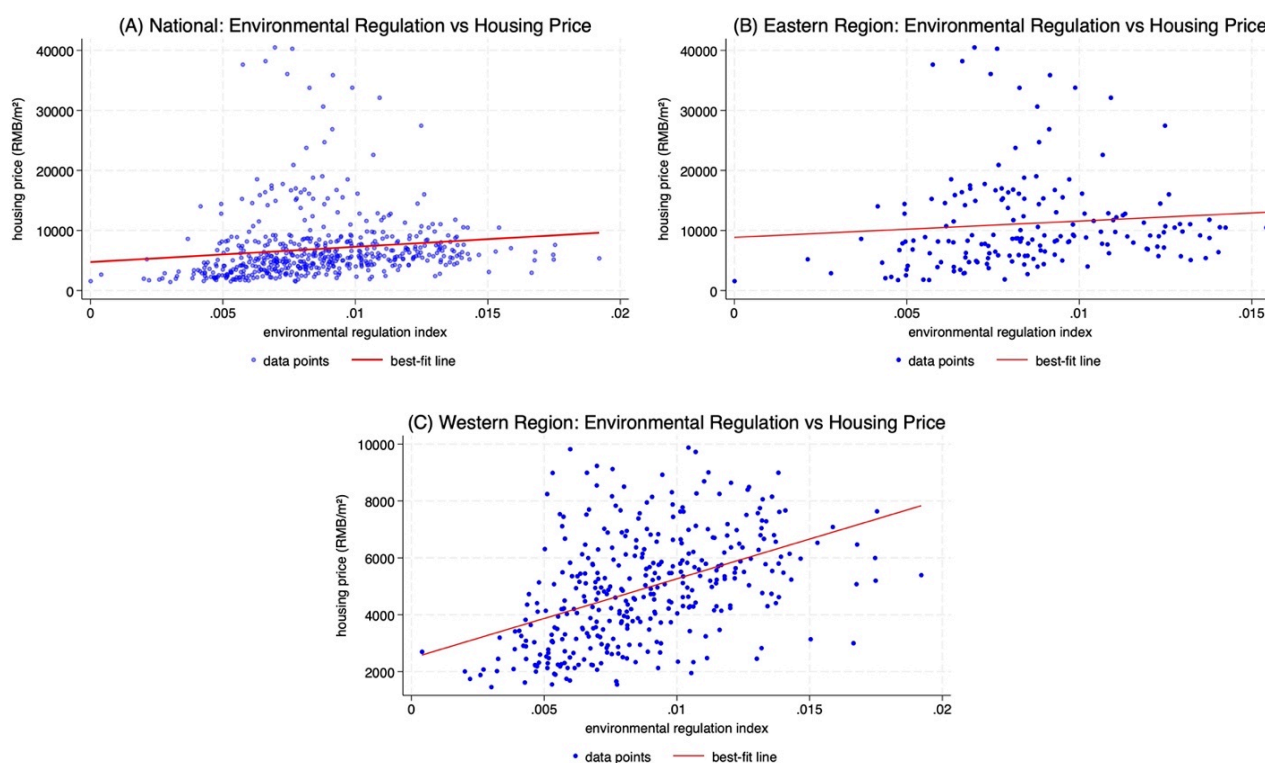 (A) National: Environmental Regulation vs Housing Price
40000
30000
20000
10000
0
housing price (RMB/m²)
0 .005 .01 .015 .02
environmental regulation index
data points best-fit line
(B) Eastern Region: Environmental Regulation vs Housing Price
40000
30000
20000
10000
0
housing price (RMB/m²)
0 .005 .01 .015
environmental regulation index
data points best-fit line
(C) Western Region: Environmental Regulation vs Housing Price
10000
8000
6000
4000
2000
housing price (RMB/m²)
0 .005 .01 .015 .02
environmental regulation index
data points best-fit line